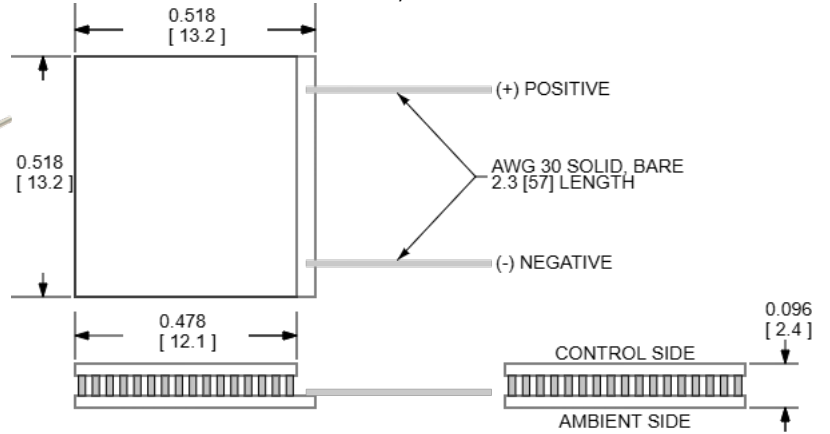 0.518
[ 13.2 ]
(+) POSITIVE
0.518
[ 13.2 ]
AWG 30 SOLID, BARE
2.3 [57] LENGTH
(-) NEGATIVE
0.478
[ 12.1 ]
0.096
[ 2.4 ]
CONTROL SIDE
AMBIENT SIDE